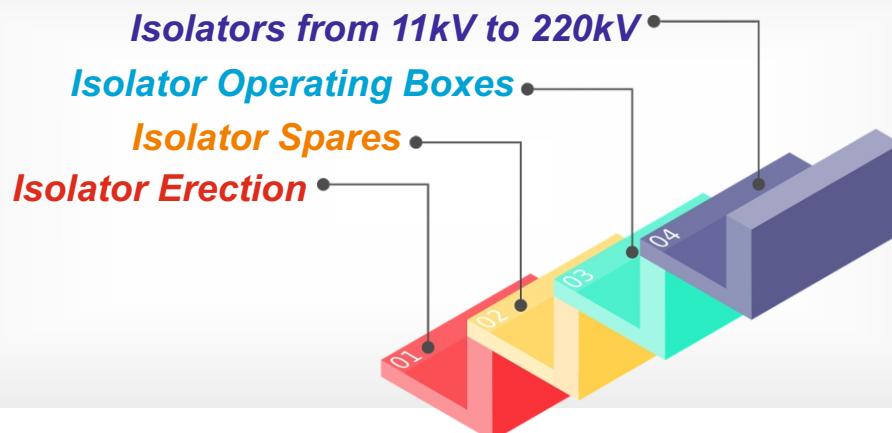 Isolators from 11kV to 220kV
Isolator Operating Boxes
Isolator Spares
Isolator Erection
04
03
02
01